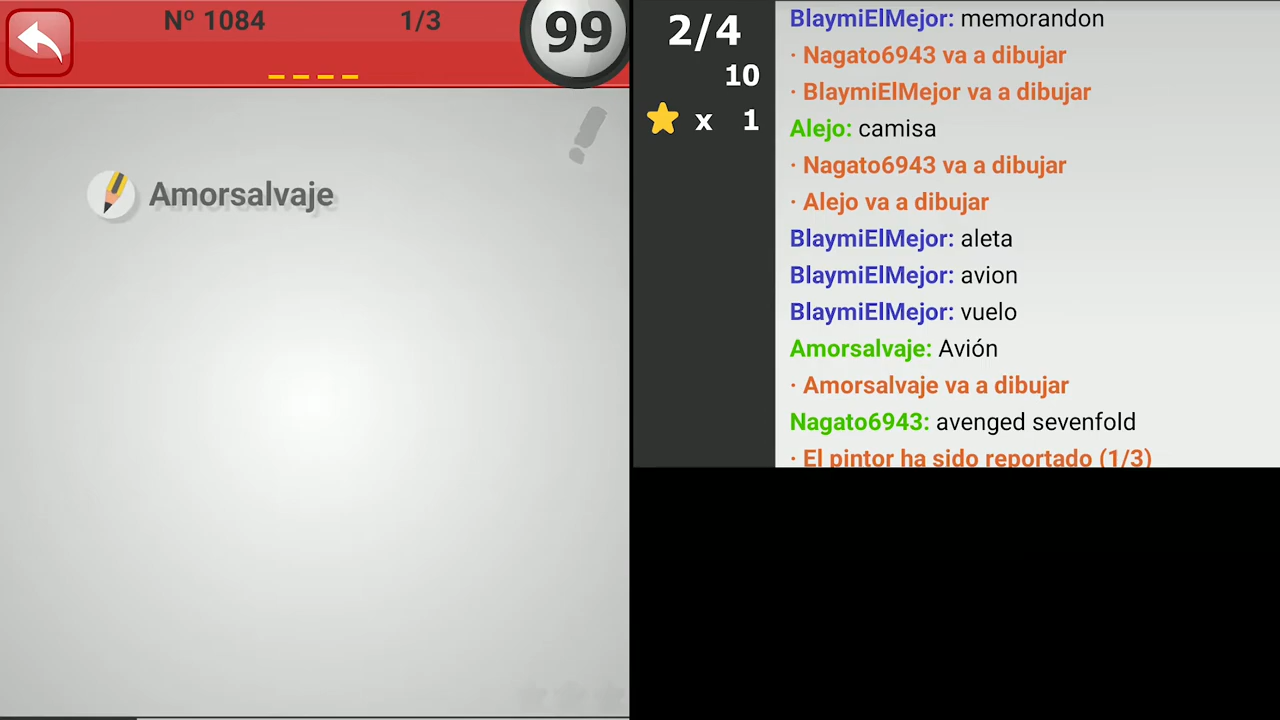 Nº 1084
1/3
99
Amorsalvaje
2/4
10
x 1
BlaymiElMejor: memorandon
· Nagato6943 va a dibujar
· BlaymiElMejor va a dibujar
Alejo: camisa
· Nagato6943 va a dibujar
· Alejo va a dibujar
BlaymiElMejor: aleta
BlaymiElMejor: avion
BlaymiElMejor: vuelo
Amorsalvaje: Avión
· Amorsalvaje va a dibujar
Nagato6943: avenged sevenfold
· El pintor ha sido reportado (1/3)